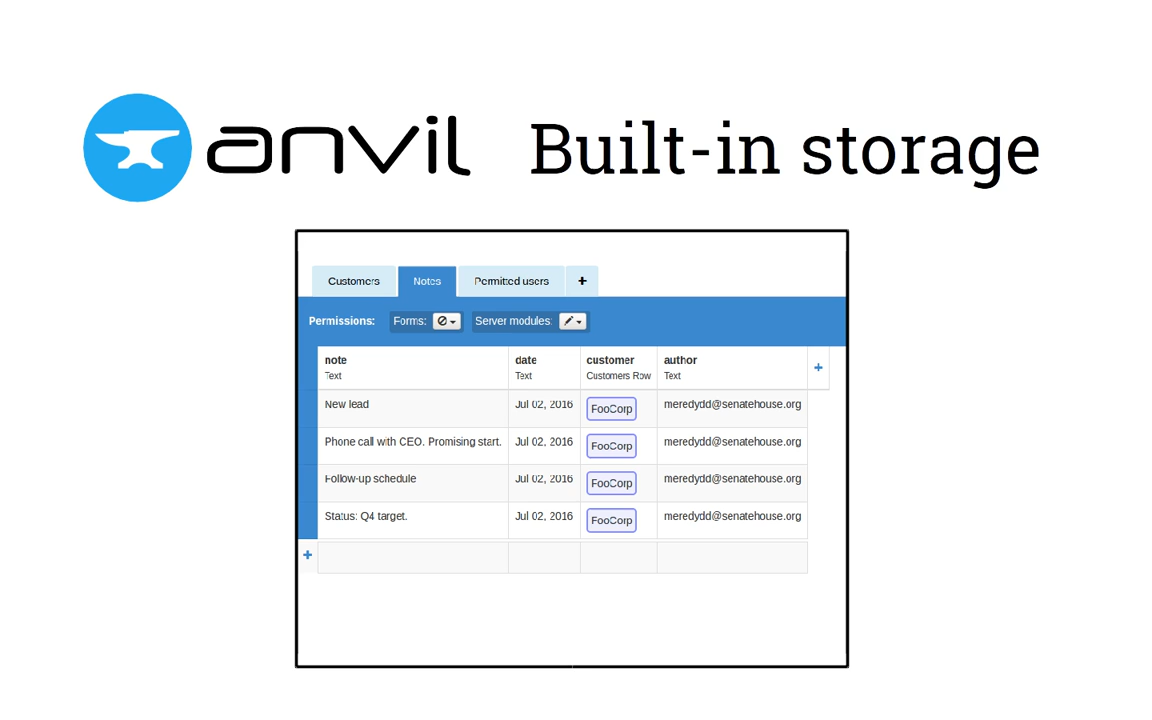 anvil Built-in storage
Customers Notes Permitted users +
Permissions: Forms: Server modules:
note date customer author +
Text Text Customers Row Text
New lead Jul 02, 2016 FooCorp meredydd@senatehouse.org
Phone call with CEO. Promising start. Jul 02, 2016 FooCorp meredydd@senatehouse.org
Follow-up schedule Jul 02, 2016 FooCorp meredydd@senatehouse.org
Status: Q4 target. Jul 02, 2016 FooCorp meredydd@senatehouse.org
+